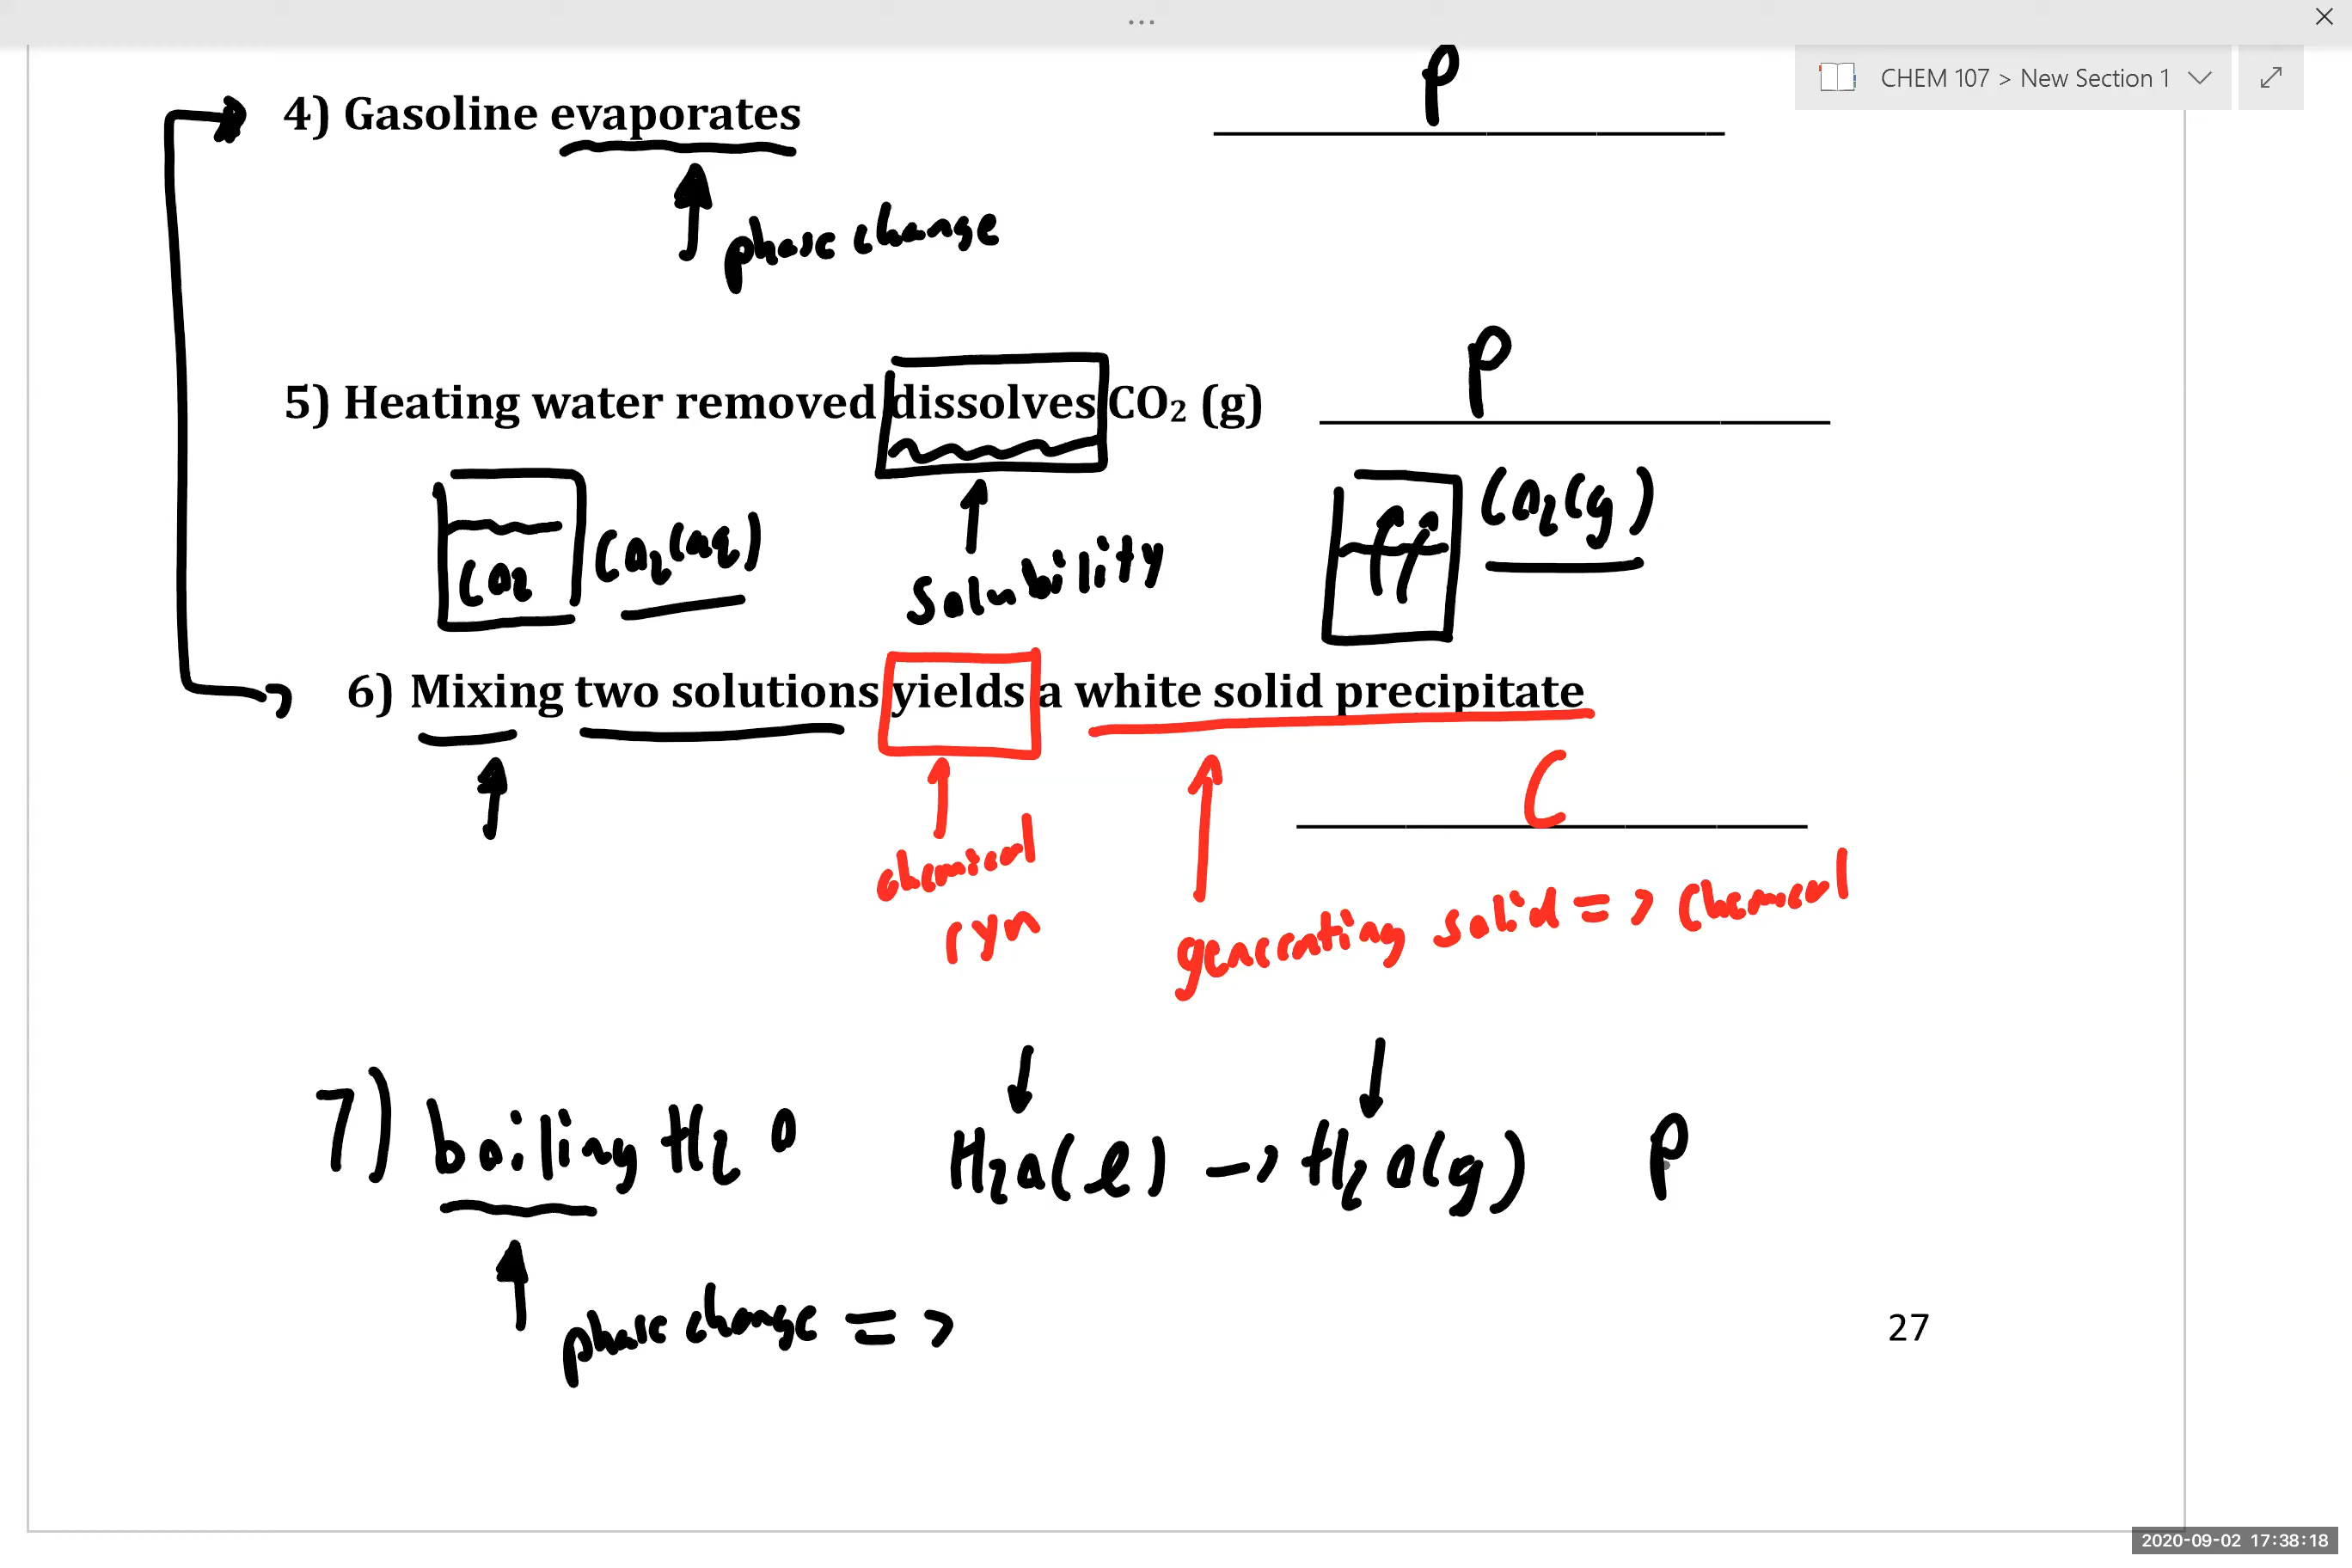 ...
CHEM 107 > New Section 1
4) Gasoline evaporates P
phase change
5) Heating water removed dissolves CO₂ (g) P
CO2 CO2(aq) solubility CO2(g)
6) Mixing two solutions yields a white solid precipitate
C
chemical
rxn
generating solid => chemical
7) boiling H2O H2O(l) → H2O(g) P
phase change =>
27
2020-09-02 17:38:18